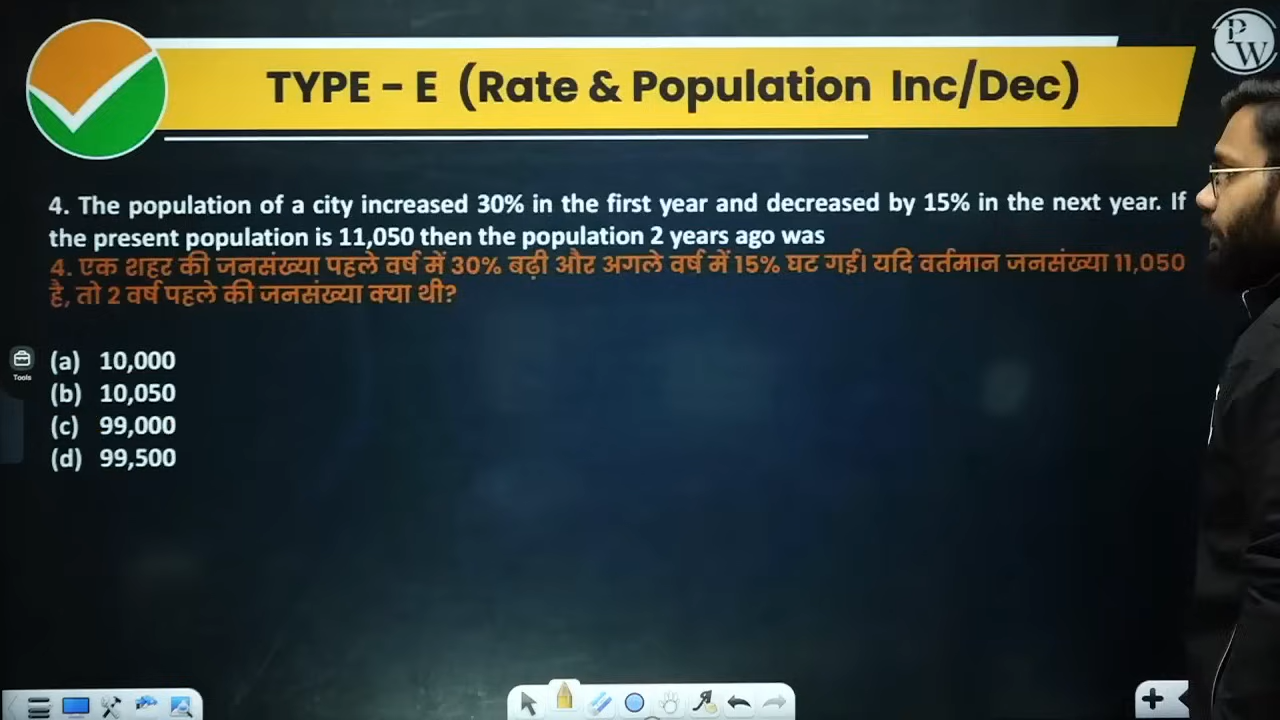 PW
TYPE - E (Rate & Population Inc/Dec)
4. The population of a city increased 30% in the first year and decreased by 15% in the next year. If
the present population is 11,050 then the population 2 years ago was
4. एक शहर की जनसंख्या पहले वर्ष में 30% बढ़ी और अगले वर्ष में 15% घट गई। यदि वर्तमान जनसंख्या 11,050
है, तो 2 वर्ष पहले की जनसंख्या क्या थी?
(a) 10,000
Tools
(b) 10,050
(c) 99,000
(d) 99,500